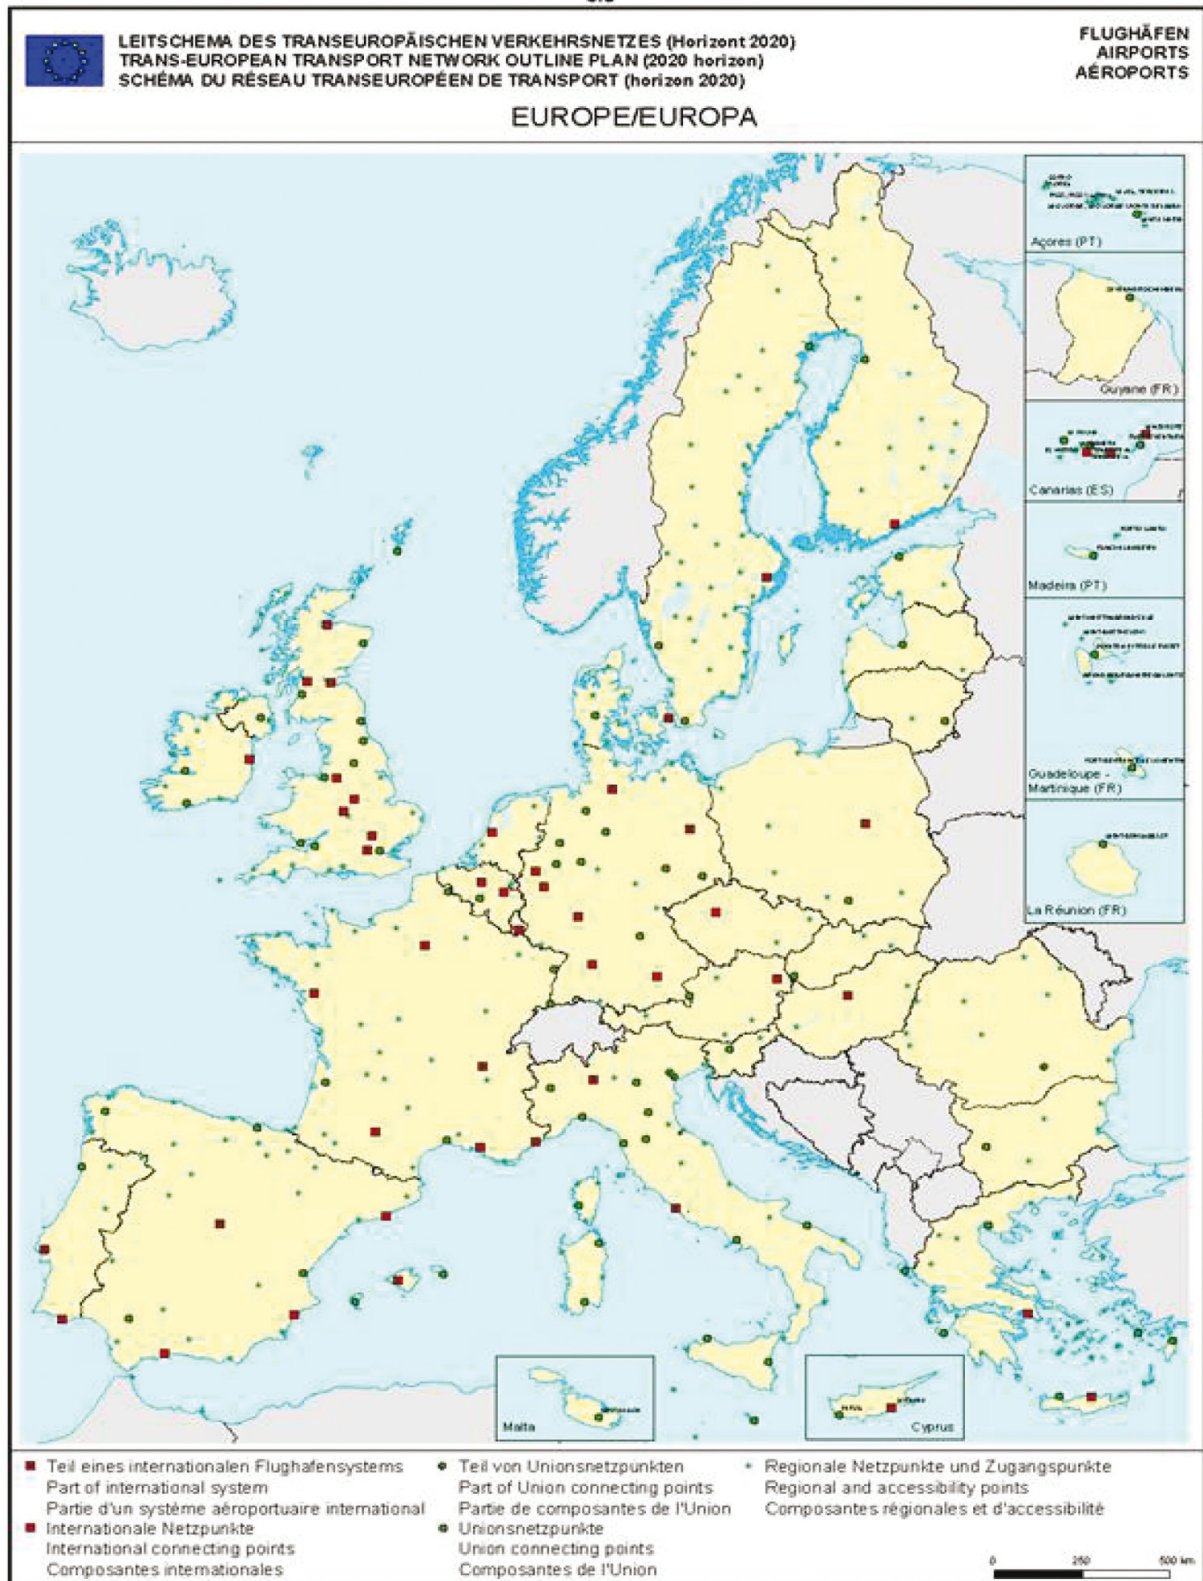 LEITSCHEMA DES TRANSEUROPÄISCHEN VERKEHRSNETZES (Horizont 2020)
TRANS-EUROPEAN TRANSPORT NETWORK OUTLINE PLAN (2020 horizon)
SCHÉMA DU RÉSEAU TRANSEUROPÉEN DE TRANSPORT (horizon 2020)
FLUGHÄFEN
AIRPORTS
AÉROPORTS
EUROPE/EUROPA
Açores (PT)
Guyane (FR)
Canarias (ES)
Madeira (PT)
Guadeloupe -
Martinique (FR)
La Réunion (FR)
Malta
Cyprus
Teil eines internationalen Flughafensystems
Part of international system
Partie d'un système aéroportuaire international
Internationale Netzpunkte
International connecting points
Composantes internationales
Teil von Unionsnetzpunkten
Part of Union connecting points
Partie de composantes de l'Union
Unionsnetzpunkte
Union connecting points
Composantes de l'Union
Regionale Netzpunkte und Zugangspunkte
Regional and accessibility points
Composantes régionales et d'accessibilité
0 250 500 km